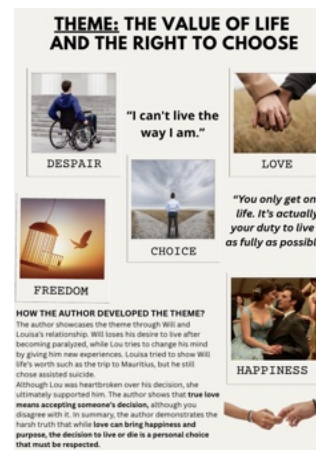 THEME: THE VALUE OF LIFE
AND THE RIGHT TO CHOOSE
"I can't live the
way I am."
DESPAIR
LOVE
CHOICE
"You only get on
life. It's actually
your duty to live
as fully as possib
FREEDOM
HAPPINESS
HOW THE AUTHOR DEVELOPED THE THEME?
The author showcases the theme through Will and
Louisa's relationship. Will loses his desire to live after
becoming paralyzed, while Lou tries to change his mind
by giving him new experiences. Louisa tried to show Will
life's worth such as the trip to Mauritius, but he still
chose assisted suicide.
Although Lou was heartbroken over his decision, she
ultimately supported him. The author shows that true love
means accepting someone's decision, although you
disagree with it. In summary, the author demonstrates the
harsh truth that while love can bring happiness and
purpose, the decision to live or die is a personal choice
that must be respected.